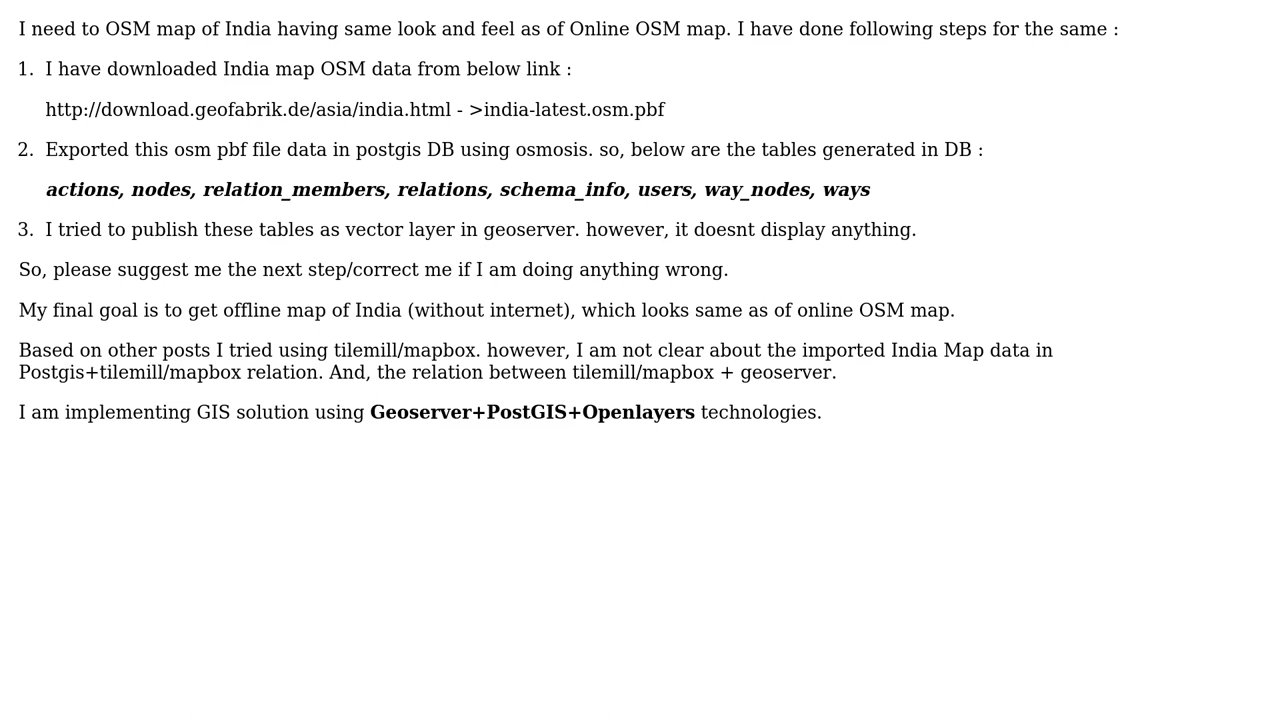 I need to OSM map of India having same look and feel as of Online OSM map. I have done following steps for the same :
1. I have downloaded India map OSM data from below link :
http://download.geofabrik.de/asia/india.html - >india-latest.osm.pbf
2. Exported this osm pbf file data in postgis DB using osmosis. so, below are the tables generated in DB :
actions, nodes, relation_members, relations, schema_info, users, way_nodes, ways
3. I tried to publish these tables as vector layer in geoserver. however, it doesnt display anything.
So, please suggest me the next step/correct me if I am doing anything wrong.
My final goal is to get offline map of India (without internet), which looks same as of online OSM map.
Based on other posts I tried using tilemill/mapbox. however, I am not clear about the imported India Map data in
Postgis+tilemill/mapbox relation. And, the relation between tilemill/mapbox + geoserver.
I am implementing GIS solution using Geoserver+PostGIS+Openlayers technologies.